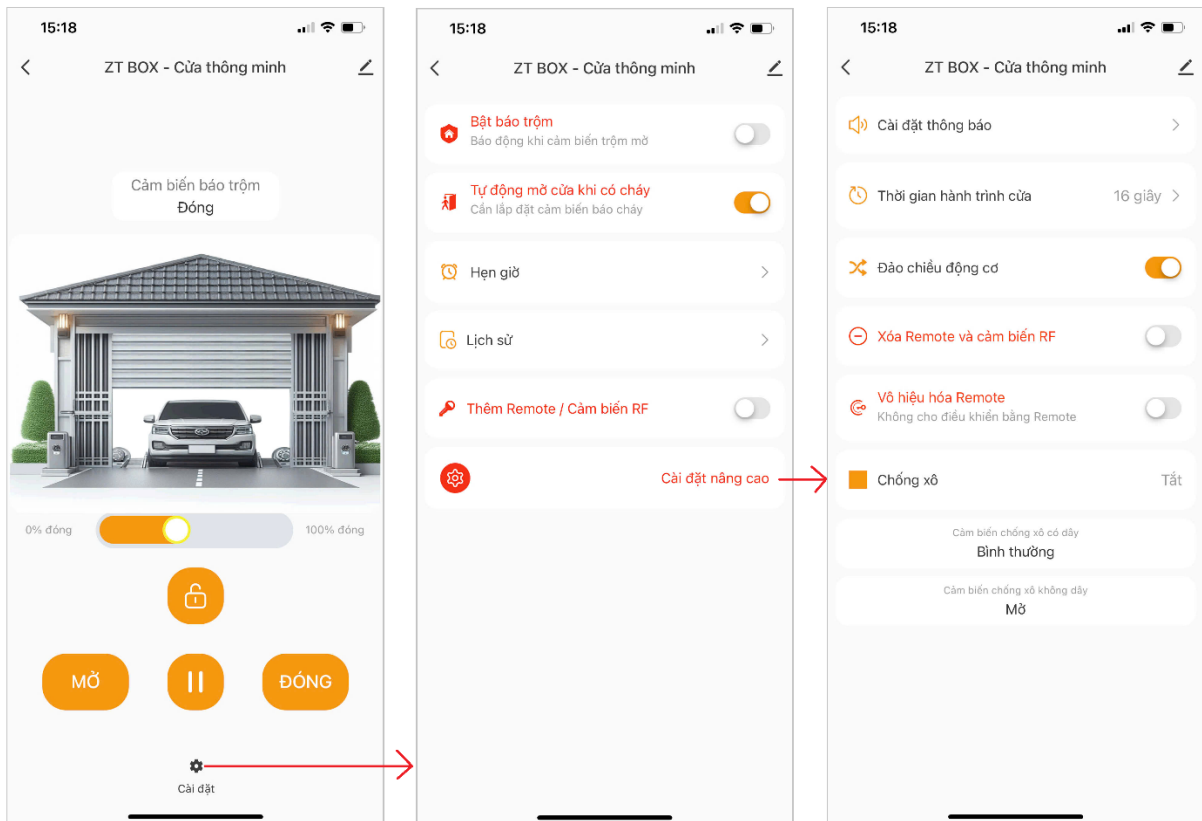 15:18
ZT BOX - Cửa thông minh
Cảm biến báo trộm
Đóng
0% đóng
100% đóng
MỞ
ĐÓNG
Cài đặt
15:18
ZT BOX - Cửa thông minh
Bật báo trộm
Báo động khi cảm biến trộm mở
Tự động mở cửa khi có cháy
Cần lắp đặt cảm biến báo cháy
Hẹn giờ
Lịch sử
Thêm Remote / Cảm biến RF
Cài đặt nâng cao
15:18
ZT BOX - Cửa thông minh
Cài đặt thông báo
Thời gian hành trình cửa 16 giây
Đảo chiều động cơ
Xóa Remote và cảm biến RF
Vô hiệu hóa Remote
Không cho điều khiển bằng Remote
Chống xô Tắt
Cảm biến chống xô có dây
Bình thường
Cảm biến chống xô không dây
Mở